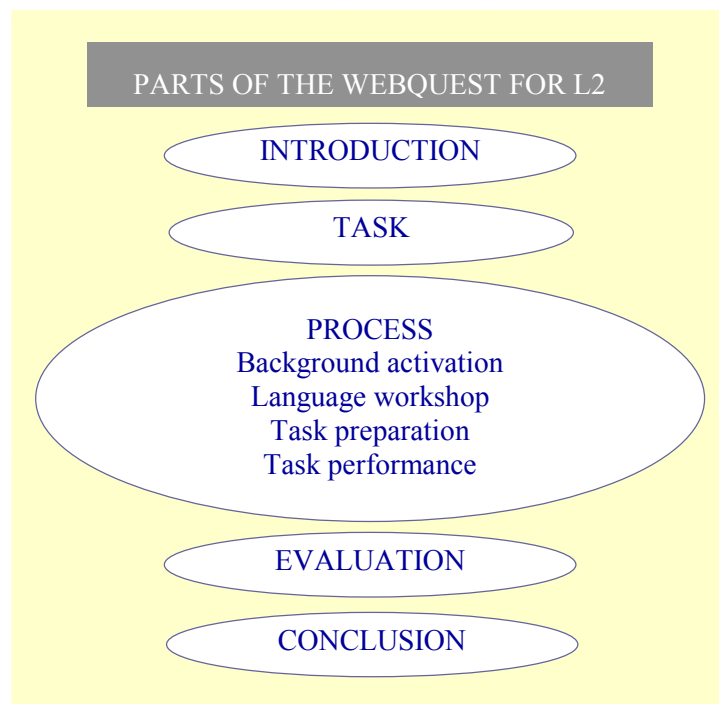 PARTS OF THE WEBQUEST FOR L2
INTRODUCTION
TASK
PROCESS
Background activation
Language workshop
Task preparation
Task performance
EVALUATION
CONCLUSION